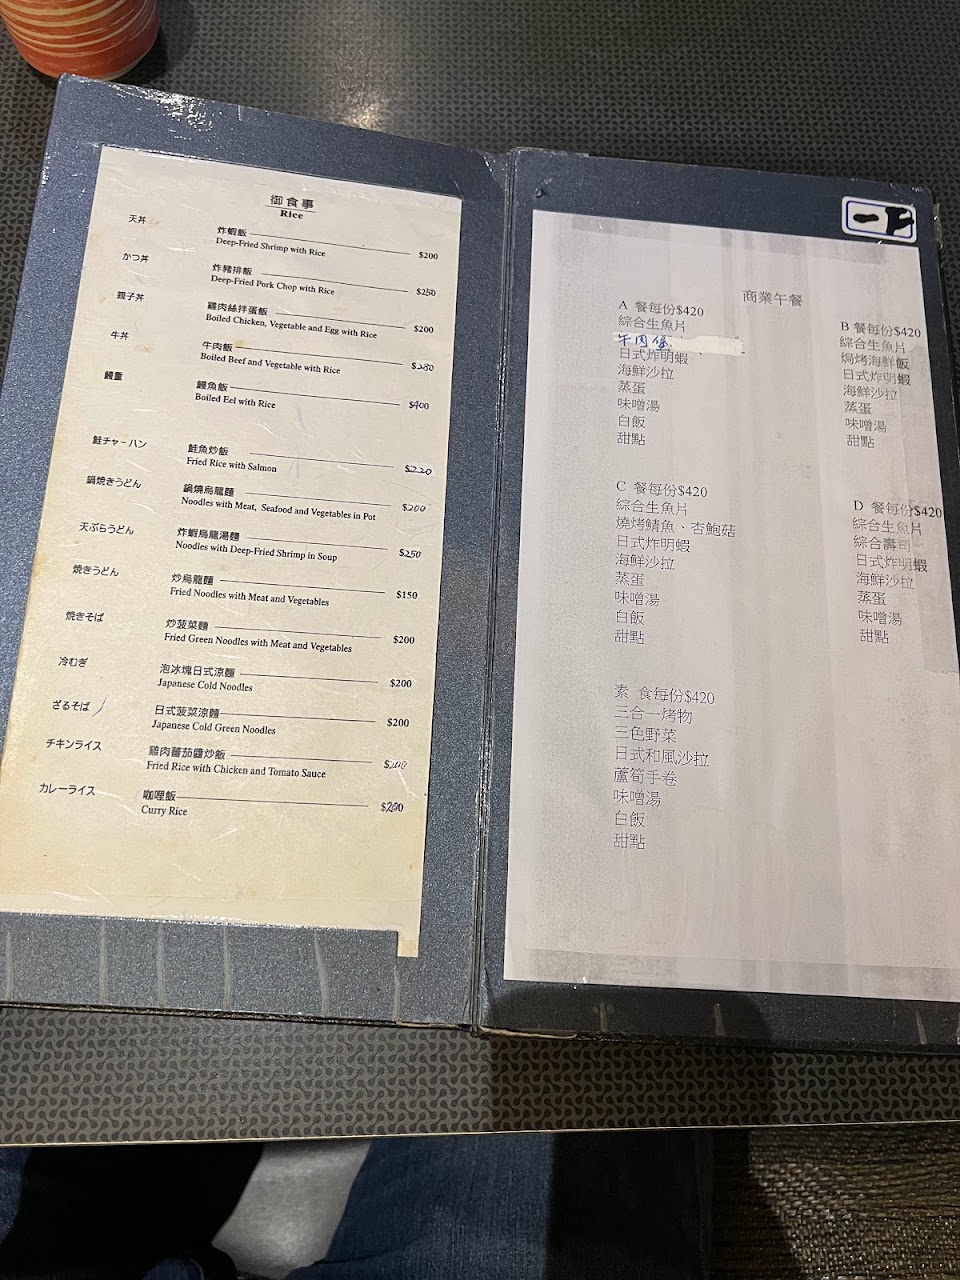 御食事
Rice
天丼 炸蝦飯 $200
Deep-Fried Shrimp with Rice
かつ丼 炸豬排飯 $250
Deep-Fried Pork Chop with Rice
親子丼 雞肉絲拌蛋飯 $200
Boiled Chicken, Vegetable and Egg with Rice
牛丼 牛肉飯 $280
Boiled Beef and Vegetable with Rice
鰻重 鰻魚飯 $400
Boiled Eel with Rice
鮭チャーハン 鮭魚炒飯 $220
Fried Rice with Salmon
鍋焼きうどん 鍋燒烏龍麵 $200
Noodles with Meat, Seafood and Vegetables in Pot
天ぷらうどん 炸蝦烏龍湯麵 $250
Noodles with Deep-Fried Shrimp in Soup
焼きうどん 炒烏龍麵 $150
Fried Noodles with Meat and Vegetables
焼きそば 炒菠菜麵 $200
Fried Green Noodles with Meat and Vegetables
冷むぎ 泡冰塊日式涼麵 $200
Japanese Cold Noodles
ざるそば 日式菠菜涼麵 $200
Japanese Cold Green Noodles
チキンライス 雞肉蕃茄醬炒飯 $200
Fried Rice with Chicken and Tomato Sauce
カレーライス 咖哩飯 $200
Curry Rice
商業午餐
A 餐每份$420
綜合生魚片
牛肉煲
日式炸明蝦
海鮮沙拉
蒸蛋
味噌湯
白飯
甜點
B 餐每份$420
綜合生魚片
焗烤海鮮飯
日式炸明蝦
海鮮沙拉
蒸蛋
味噌湯
甜點
C 餐每份$420
綜合生魚片
燒烤鯖魚、杏鮑菇
日式炸明蝦
海鮮沙拉
蒸蛋
味噌湯
白飯
甜點
D 餐每份$420
綜合生魚片
綜合壽司
日式炸明蝦
海鮮沙拉
蒸蛋
味噌湯
甜點
素 食每份$420
三合一烤物
三色野菜
日式和風沙拉
蘆筍手卷
味噌湯
白飯
甜點